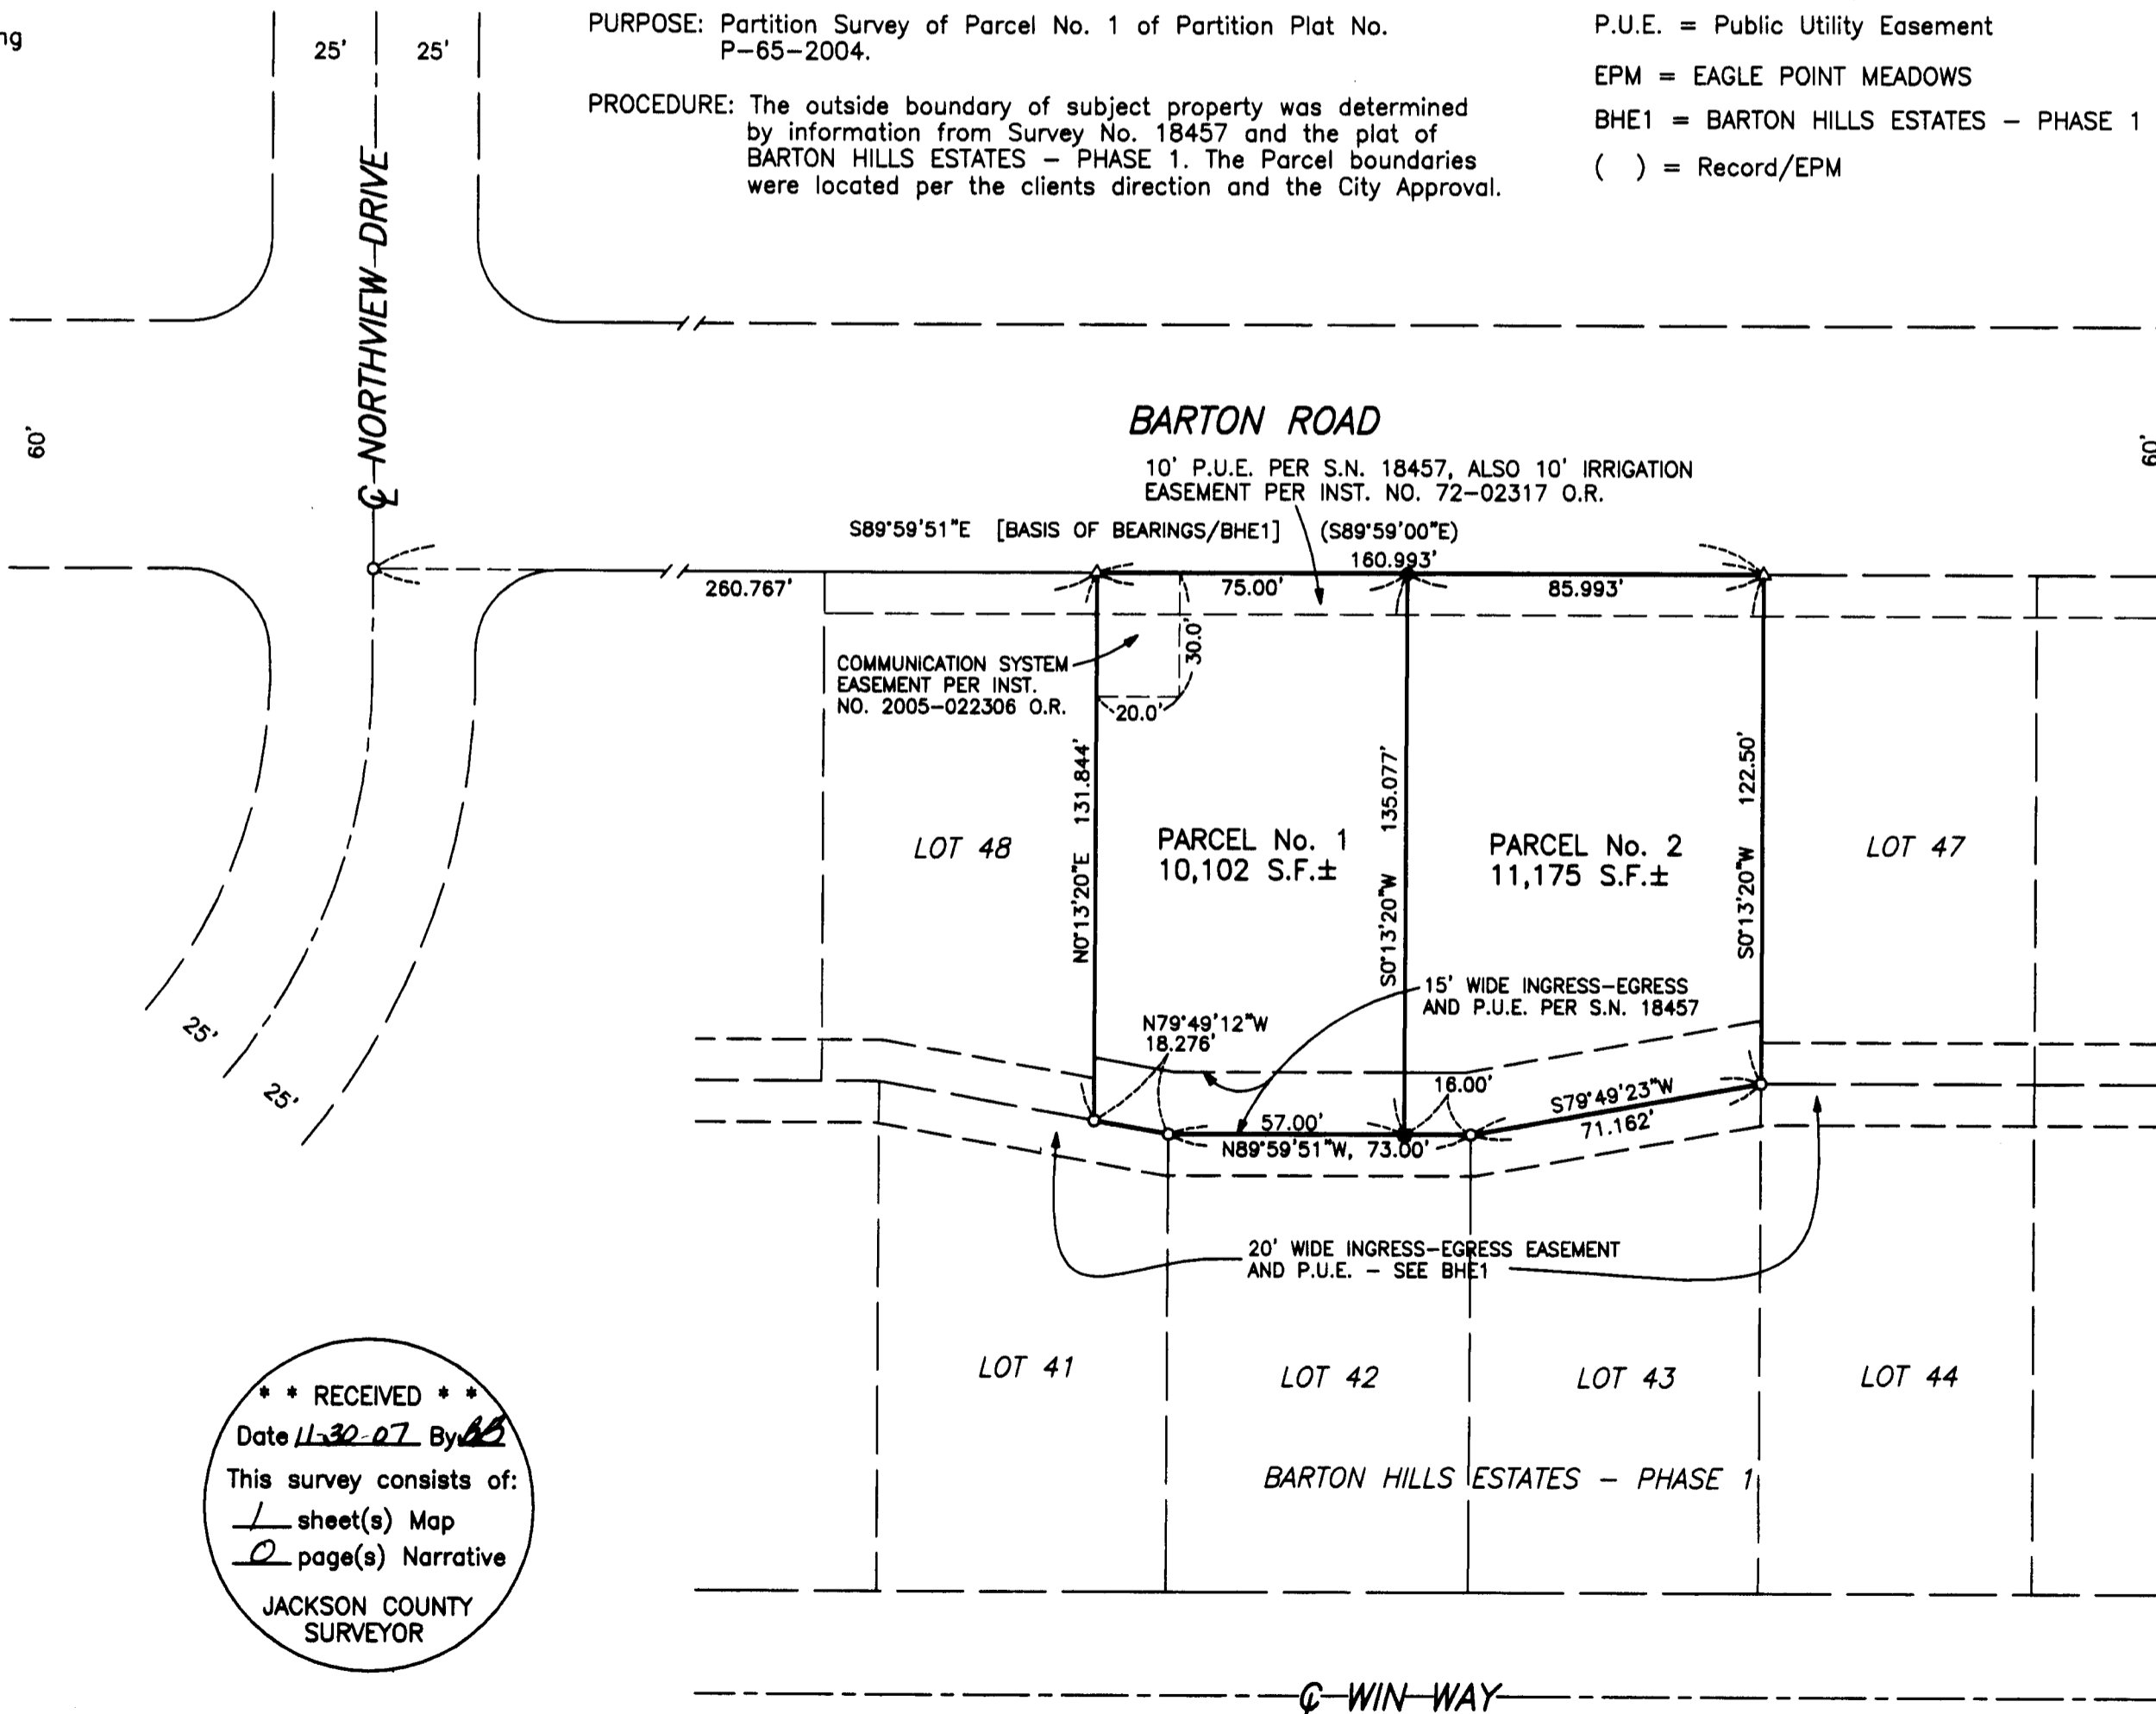 ng
25'
25'
PURPOSE: Partition Survey of Parcel No. 1 of Partition Plat No.
P-65-2004.
PROCEDURE: The outside boundary of subject property was determined
by information from Survey No. 18457 and the plat of
BARTON HILLS ESTATES - PHASE 1. The Parcel boundaries
were located per the clients direction and the City Approval.
P.U.E. = Public Utility Easement
EPM = EAGLE POINT MEADOWS
BHE1 = BARTON HILLS ESTATES - PHASE 1
( ) = Record/EPM
℄ NORTHVIEW DRIVE
60'
60'
BARTON ROAD
10' P.U.E. PER S.N. 18457, ALSO 10' IRRIGATION
EASEMENT PER INST. NO. 72-02317 O.R.
S89°59'51"E [BASIS OF BEARINGS/BHE1] (S89°59'00"E)
160.993'
260.767'
75.00'
85.993'
COMMUNICATION SYSTEM
EASEMENT PER INST.
NO. 2005-022306 O.R.
30.0'
20.0'
N0°13'20"E 131.844'
S0°13'20"W 135.077'
S0°13'20"W 122.50'
LOT 48
PARCEL No. 1
10,102 S.F.±
PARCEL No. 2
11,175 S.F.±
LOT 47
15' WIDE INGRESS-EGRESS
AND P.U.E. PER S.N. 18457
N79°49'12"W
18.276'
16.00'
S79°49'23"W
71.162'
57.00'
N89°59'51"W, 73.00'
25'
25'
20' WIDE INGRESS-EGRESS EASEMENT
AND P.U.E. - SEE BHE1
LOT 41
LOT 42
LOT 43
LOT 44
BARTON HILLS ESTATES - PHASE 1
* * RECEIVED * *
Date 11-30-07 By BB
This survey consists of:
1 sheet(s) Map
0 page(s) Narrative
JACKSON COUNTY
SURVEYOR
℄ WIN WAY